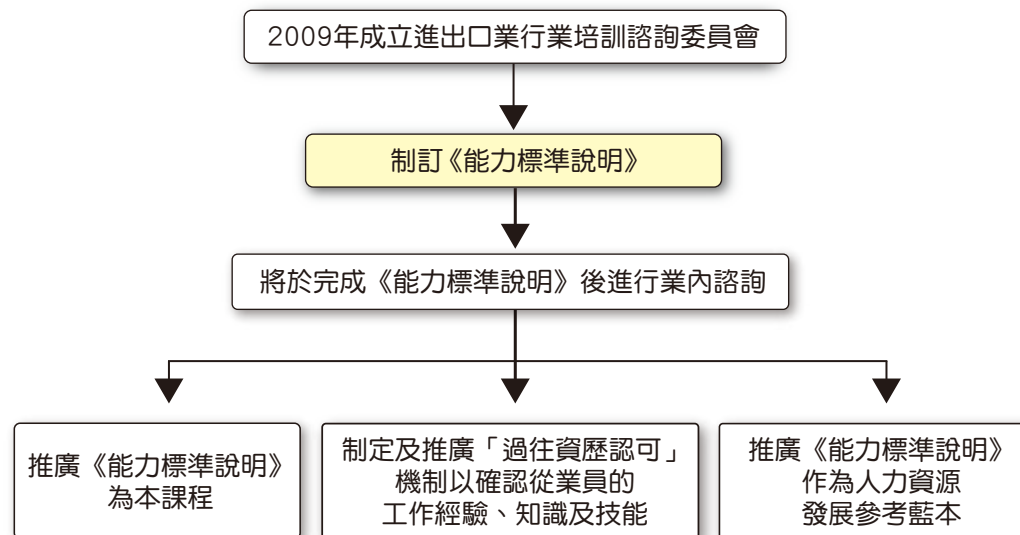 2009年成立進出口業行業培訓諮詢委員會
制訂《能力標準說明》
將於完成《能力標準說明》後進行業內諮詢
推廣《能力標準說明》
為本課程
制定及推廣「過往資歷認可」
機制以確認從業員的
工作經驗、知識及技能
推廣《能力標準說明》
作為人力資源
發展參考藍本